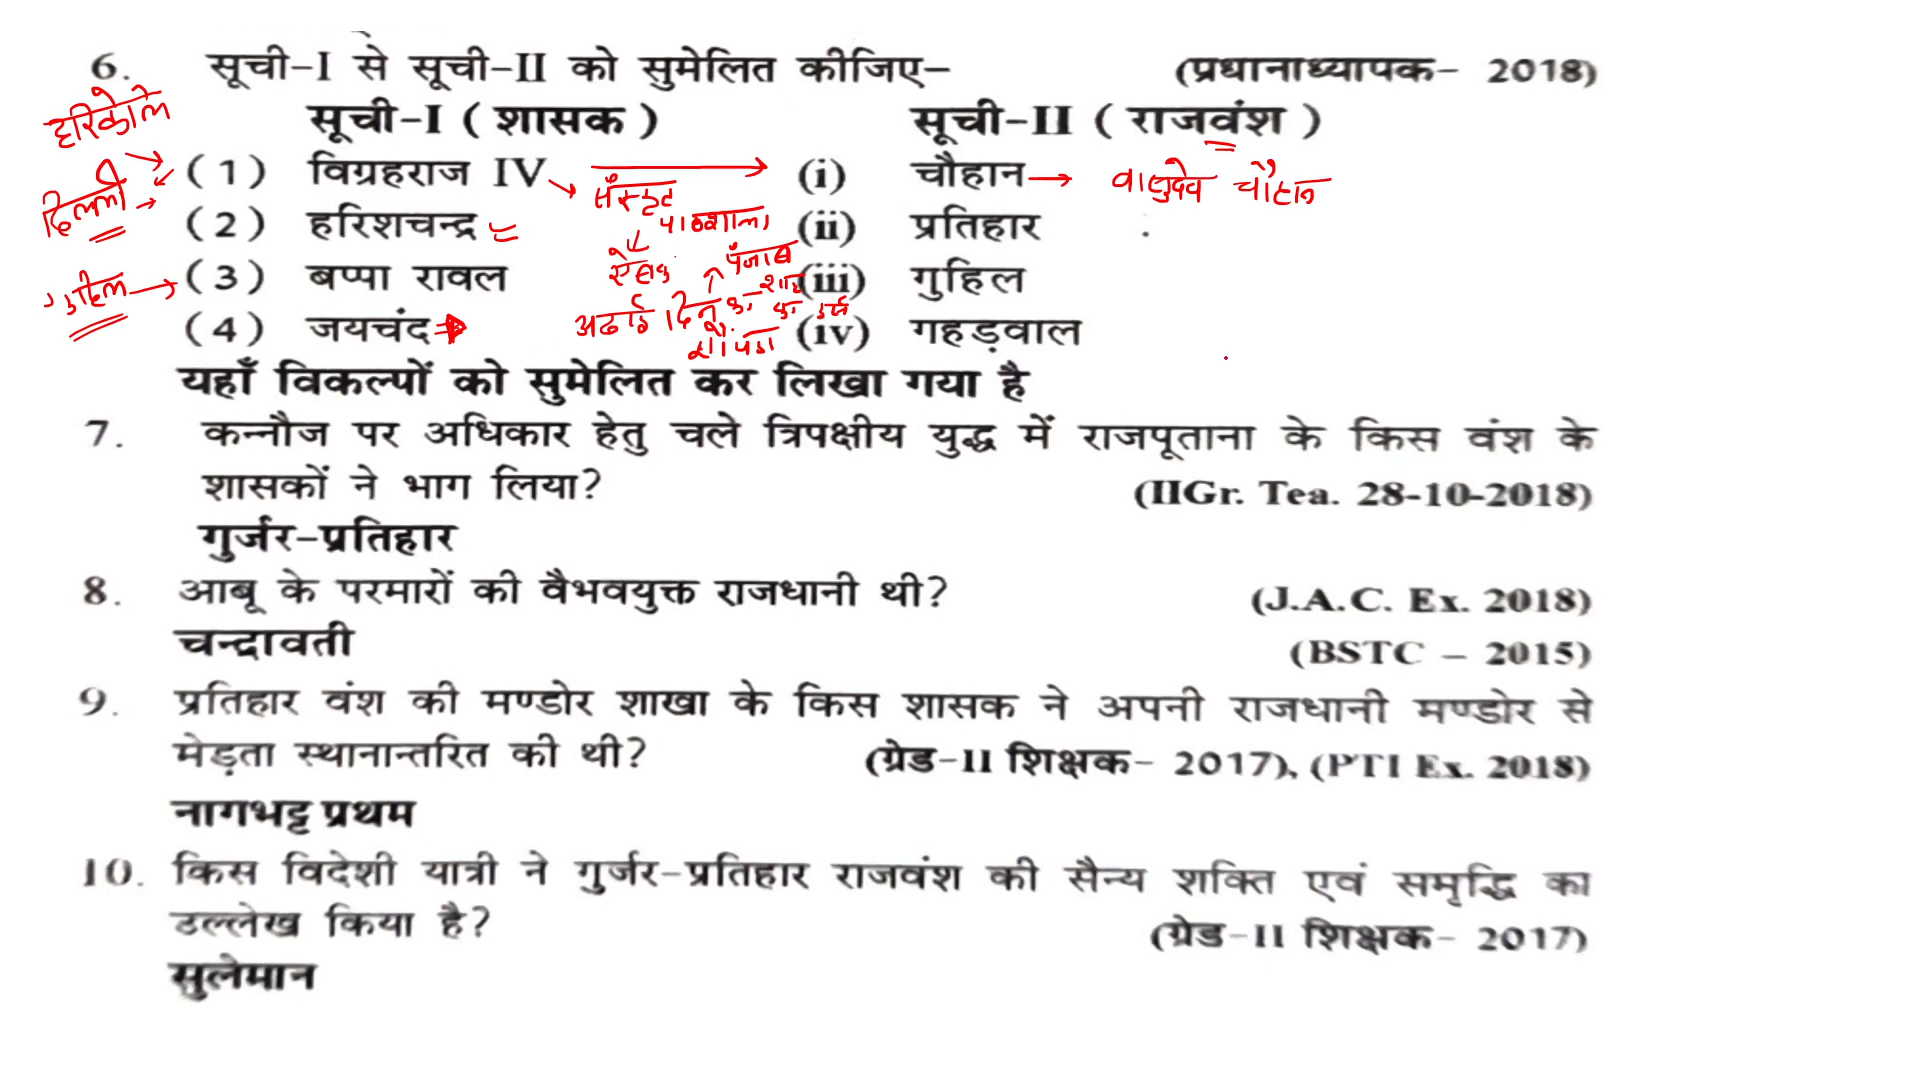 6. सूची-I से सूची-II को सुमेलित कीजिए– (प्रधानाध्यापक- 2018)
हरिकेल
सूची-I ( शासक ) सूची-II ( राजवंश )
(1) विग्रहराज IV → (i) चौहान → वासुदेव चौहान
दिल्ली
संस्कृत
पाठशाला
(2) हरिशचन्द्र (ii) प्रतिहार
पंजाब
(3) बप्पा रावल (iii) गुहिल
गुहिल →
अढाई दिन का
झोंपडा
(4) जयचंद (iv) गहड़वाल
यहाँ विकल्पों को सुमेलित कर लिखा गया है
7. कन्नौज पर अधिकार हेतु चले त्रिपक्षीय युद्ध में राजपूताना के किस वंश के
शासकों ने भाग लिया? (IIGr. Tea. 28-10-2018)
गुर्जर-प्रतिहार
8. आबू के परमारों की वैभवयुक्त राजधानी थी? (J.A.C. Ex. 2018)
चन्द्रावती (BSTC – 2015)
9. प्रतिहार वंश की मण्डोर शाखा के किस शासक ने अपनी राजधानी मण्डोर से
मेड़ता स्थानान्तरित की थी? (ग्रेड-II शिक्षक- 2017), (PTI Ex. 2018)
नागभट्ट प्रथम
10. किस विदेशी यात्री ने गुर्जर-प्रतिहार राजवंश की सैन्य शक्ति एवं समृद्धि का
उल्लेख किया है? (ग्रेड-II शिक्षक- 2017)
सुलेमान